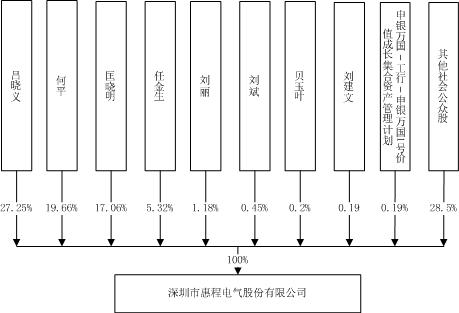 吕晓义
何平
匡晓明
任金生
刘丽
刘斌
贝玉叶
刘建文
申银万国-工行-申银万国1号价
值成长集合资产管理计划
其他社会公众股
27.25%
19.66%
17.06%
5.32%
1.18%
0.45%
0.2%
0.19
0.19%
28.5%
100%
深圳市惠程电气股份有限公司